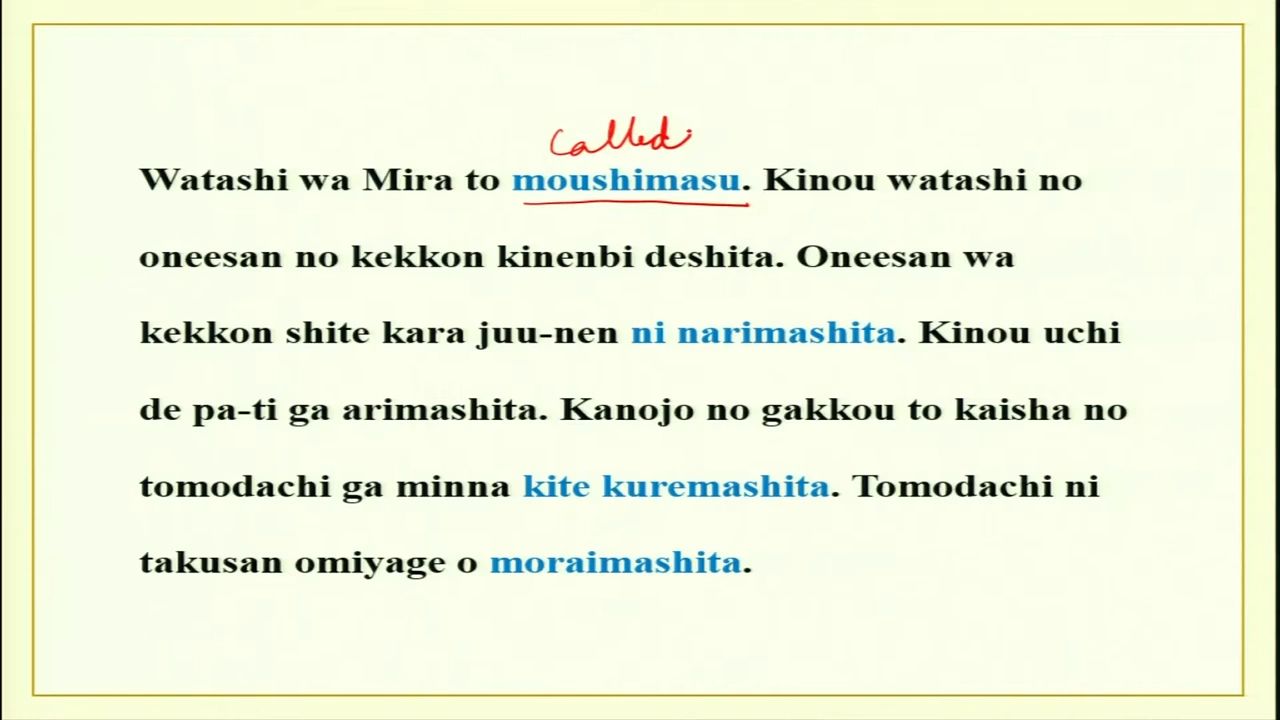 called
Watashi wa Mira to moushimasu. Kinou watashi no
oneesan no kekkon kinenbi deshita. Oneesan wa
kekkon shite kara juu-nen ni narimashita. Kinou uchi
de pa-ti ga arimashita. Kanojo no gakkou to kaisha no
tomodachi ga minna kite kuremashita. Tomodachi ni
takusan omiyage o moraimashita.